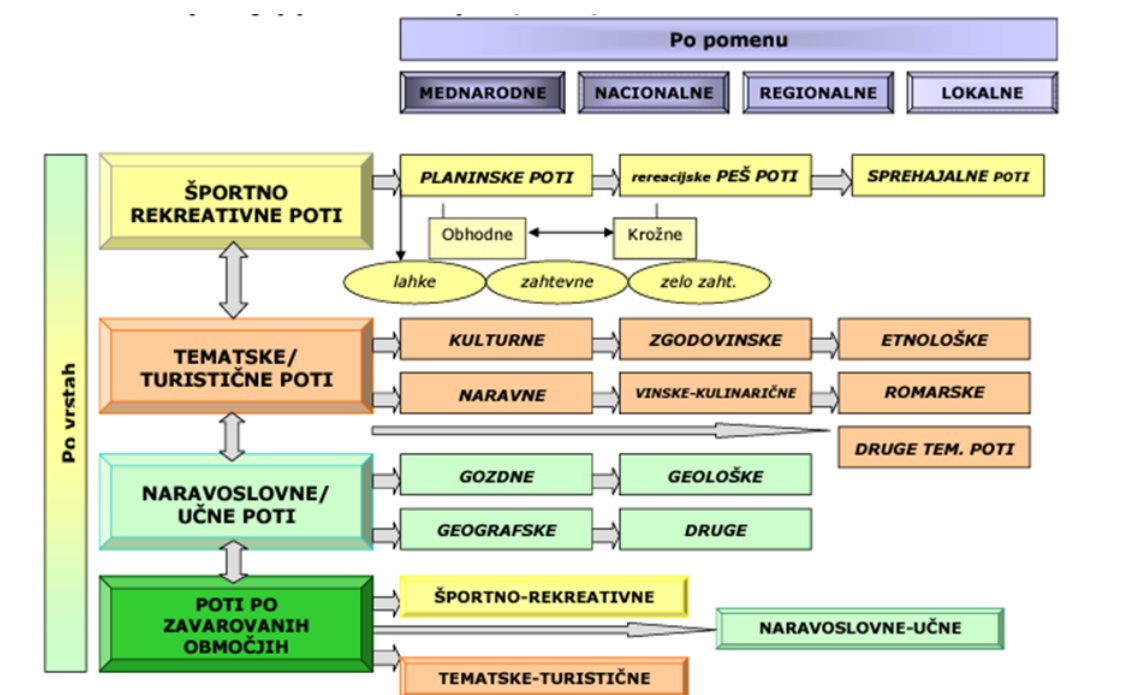 Po pomenu
MEDNARODNE
NACIONALNE
REGIONALNE
LOKALNE
Po vrstah
ŠPORTNO
REKREATIVNE POTI
PLANINSKE POTI
rereacijske PEŠ POTI
SPREHAJALNE POTI
Obhodne
Krožne
lahke
zahtevne
zelo zaht.
TEMATSKE/
TURISTIČNE POTI
KULTURNE
ZGODOVINSKE
ETNOLOŠKE
NARAVNE
VINSKE-KULINARIČNE
ROMARSKE
DRUGE TEM. POTI
NARAVOSLOVNE/
UČNE POTI
GOZDNE
GEOLOŠKE
GEOGRAFSKE
DRUGE
POTI PO
ZAVAROVANIH
OBMOČJIH
ŠPORTNO-REKREATIVNE
NARAVOSLOVNE-UČNE
TEMATSKE-TURISTIČNE